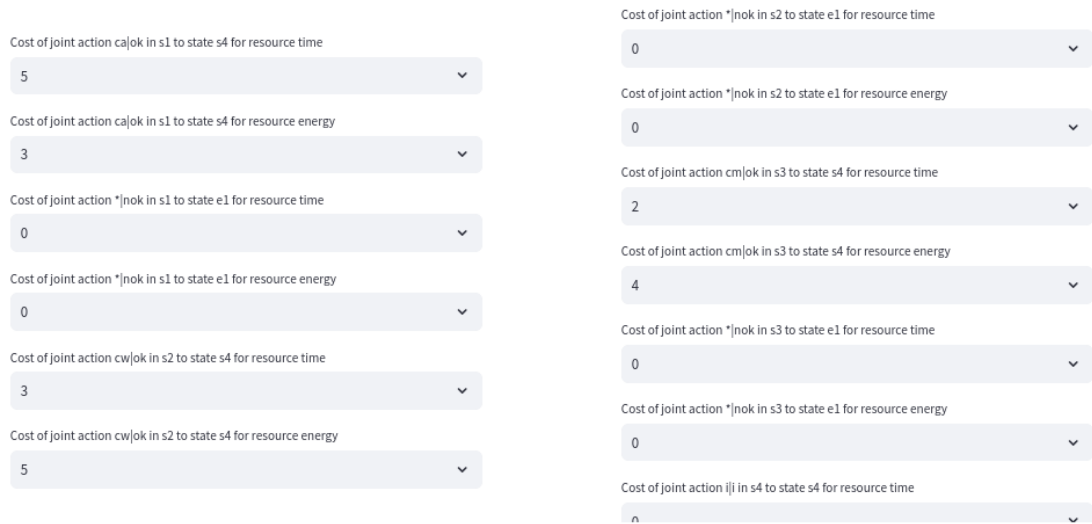 Cost of joint action ca|ok in s1 to state s4 for resource time
5
Cost of joint action ca|ok in s1 to state s4 for resource energy
3
Cost of joint action *|nok in s1 to state e1 for resource time
0
Cost of joint action *|nok in s1 to state e1 for resource energy
0
Cost of joint action cw|ok in s2 to state s4 for resource time
3
Cost of joint action cw|ok in s2 to state s4 for resource energy
5
Cost of joint action *|nok in s2 to state e1 for resource time
0
Cost of joint action *|nok in s2 to state e1 for resource energy
0
Cost of joint action cm|ok in s3 to state s4 for resource time
2
Cost of joint action cm|ok in s3 to state s4 for resource energy
4
Cost of joint action *|nok in s3 to state e1 for resource time
0
Cost of joint action *|nok in s3 to state e1 for resource energy
0
Cost of joint action i|i in s4 to state s4 for resource time
0